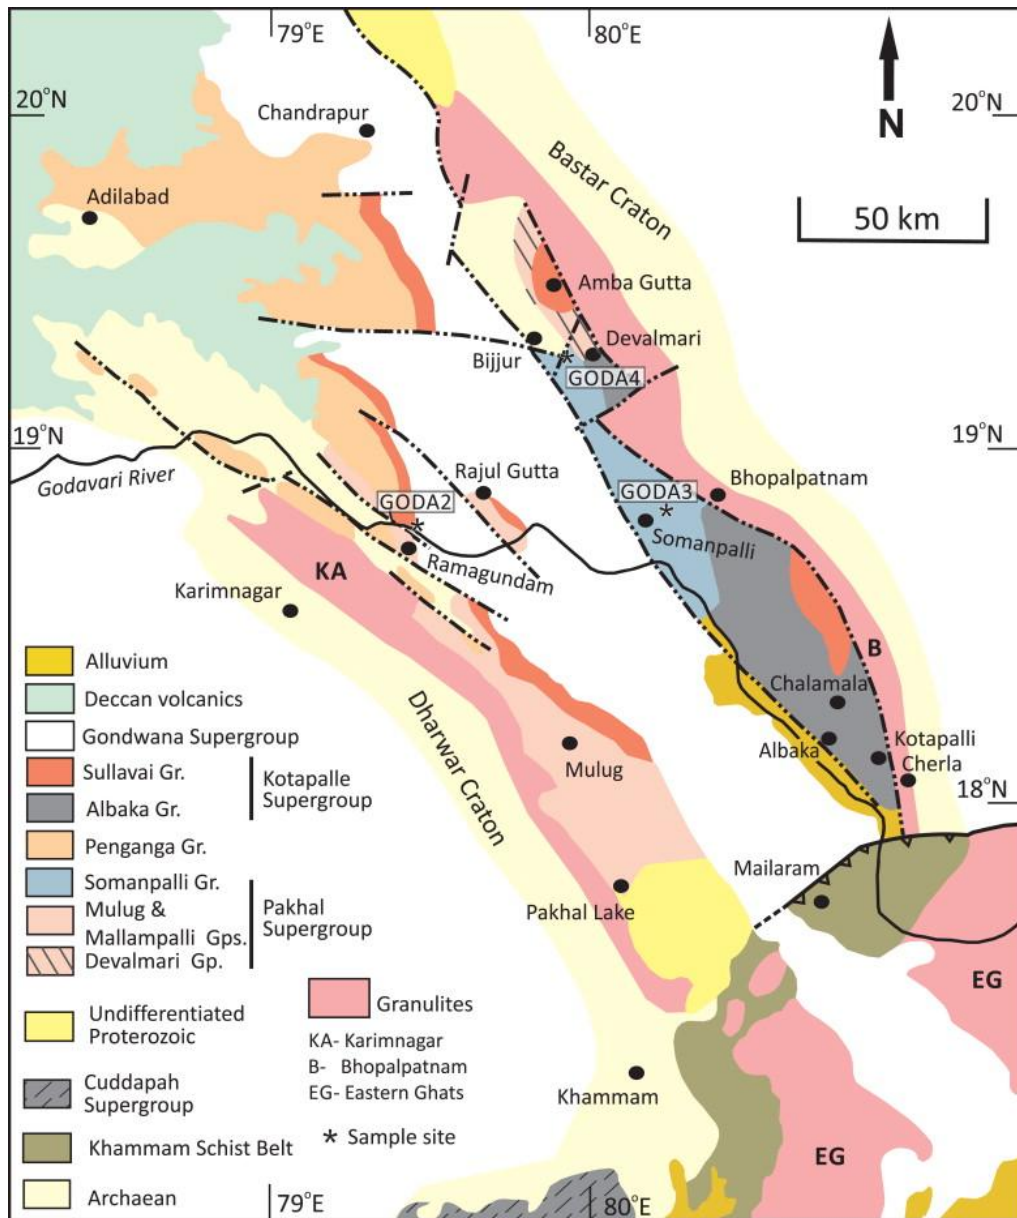 79°E
80°E
20°N
20°N
Chandrapur
N
Bastar Craton
Adilabad
50 km
Amba Gutta
Bijjur
Devalmari
GODA4
19°N
19°N
Godavari River
Rajul Gutta
Bhopalpatnam
GODA3
GODA2
Somanpalli
Ramagundam
KA
Karimnagar
B
Alluvium
Deccan volcanics
Gondwana Supergroup
Sullavai Gr.
Albaka Gr.
Kotapalle
Supergroup
Penganga Gr.
Somanpalli Gr.
Mulug &
Mallampalli Gps.
Devalmari Gp.
Pakhal
Supergroup
Undifferentiated
Proterozoic
Cuddapah
Supergroup
Khammam Schist Belt
Archaean
Granulites
KA- Karimnagar
B- Bhopalpatnam
EG- Eastern Ghats
* Sample site
Dharwar Craton
Chalamala
Albaka
Kotapalli
Cherla
Mulug
18°N
Mailaram
Pakhal Lake
EG
Khammam
EG
79°E
80°E